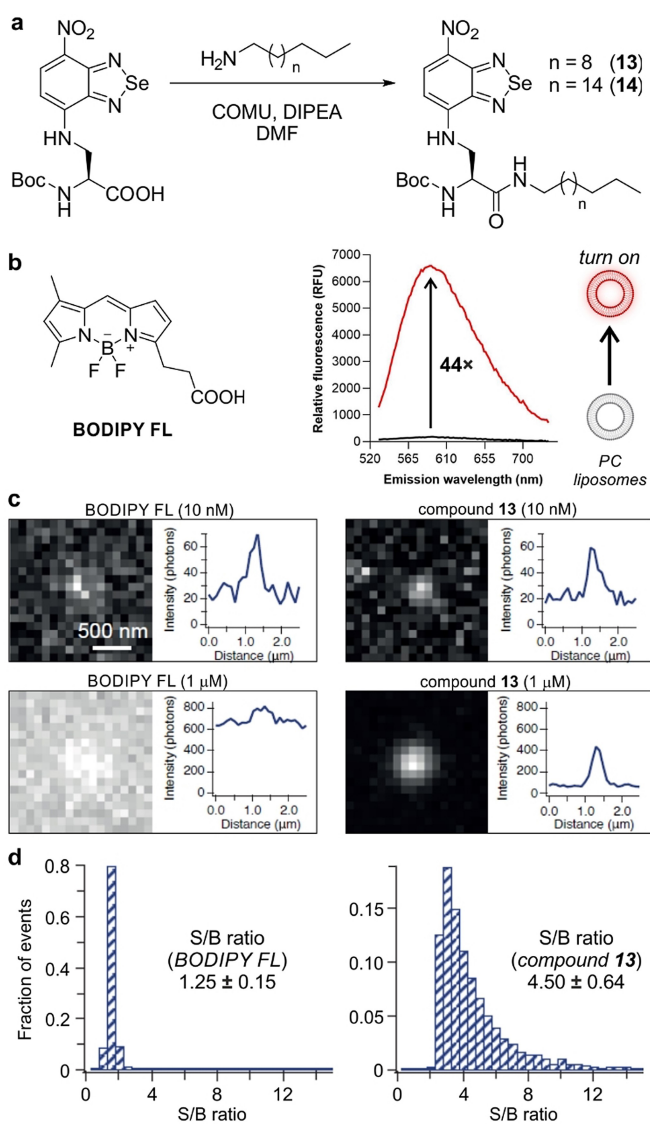 a
NO₂
N
Se
N
HN
Boc
N
H
COOH
H₂N
n
COMU, DIPEA
DMF
NO₂
N
Se
N
HN
Boc
N
H
H
N
O
n
n = 8 (13)
n = 14 (14)
b
N
B
−
N
+
F
F
COOH
BODIPY FL
Relative fluorescence (RFU)
7000
6000
5000
4000
3000
2000
1000
0
520 565 610 655 700
Emission wavelength (nm)
44×
turn on
PC
liposomes
c
BODIPY FL (10 nM)
500 nm
Intensity (photons)
60
40
20
0
0.0 1.0 2.0
Distance (μm)
compound 13 (10 nM)
Intensity (photons)
60
40
20
0
0.0 1.0 2.0
Distance (μm)
BODIPY FL (1 μM)
Intensity (photons)
800
600
400
200
0
0.0 1.0 2.0
Distance (μm)
compound 13 (1 μM)
Intensity (photons)
800
600
400
200
0
0.0 1.0 2.0
Distance (μm)
d
Fraction of events
0.8
0.6
0.4
0.2
0
0 4 8 12
S/B ratio
S/B ratio
(BODIPY FL)
1.25 ± 0.15
0.15
0.10
0.05
0
0 4 8 12
S/B ratio
S/B ratio
(compound 13)
4.50 ± 0.64